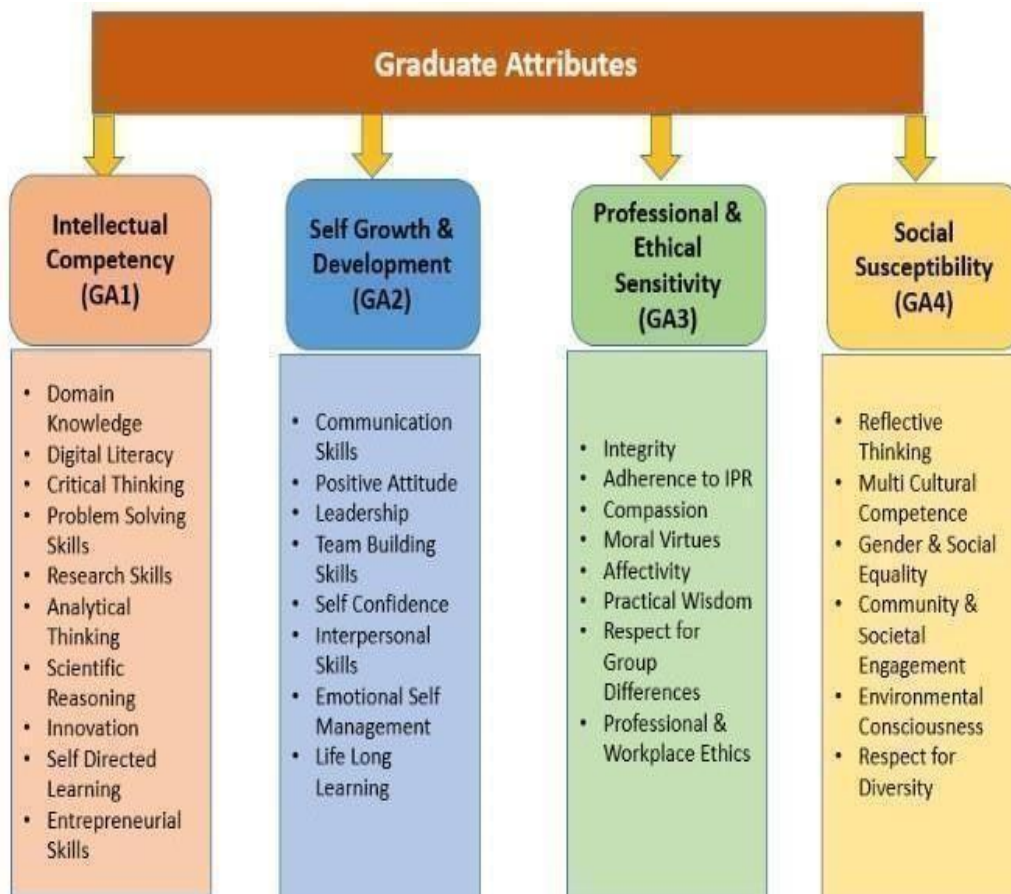 Graduate Attributes
Intellectual
Competency
(GA1)
• Domain
Knowledge
• Digital Literacy
• Critical Thinking
• Problem Solving
Skills
• Research Skills
• Analytical
Thinking
• Scientific
Reasoning
• Innovation
• Self Directed
Learning
• Entrepreneurial
Skills
Self Growth &
Development
(GA2)
• Communication
Skills
• Positive Attitude
• Leadership
• Team Building
Skills
• Self Confidence
• Interpersonal
Skills
• Emotional Self
Management
• Life Long
Learning
Professional &
Ethical
Sensitivity
(GA3)
• Integrity
• Adherence to IPR
• Compassion
• Moral Virtues
• Affectivity
• Practical Wisdom
• Respect for
Group
Differences
• Professional &
Workplace Ethics
Social
Susceptibility
(GA4)
• Reflective
Thinking
• Multi Cultural
Competence
• Gender & Social
Equality
• Community &
Societal
Engagement
• Environmental
Consciousness
• Respect for
Diversity